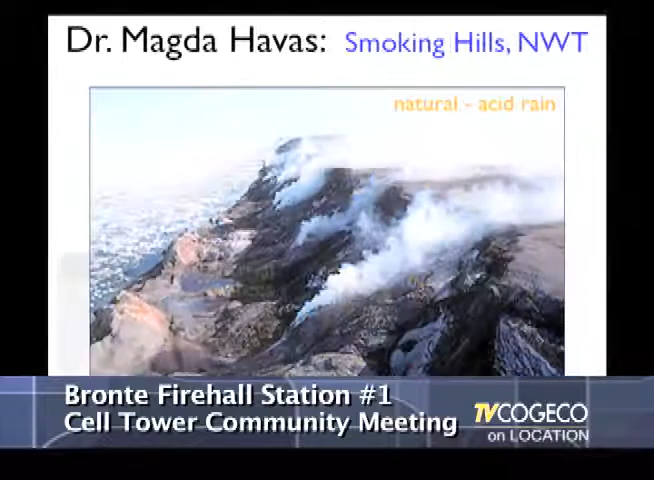 Dr. Magda Havas: Smoking Hills, NWT
natural - acid rain
Bronte Firehall Station #1
Cell Tower Community Meeting
TVCOGECO
on LOCATION